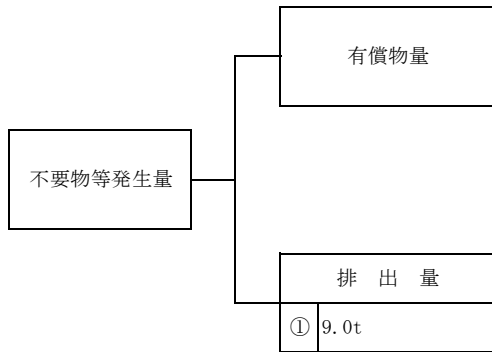 有償物量
不要物等発生量
排　出　量
① 9.0t